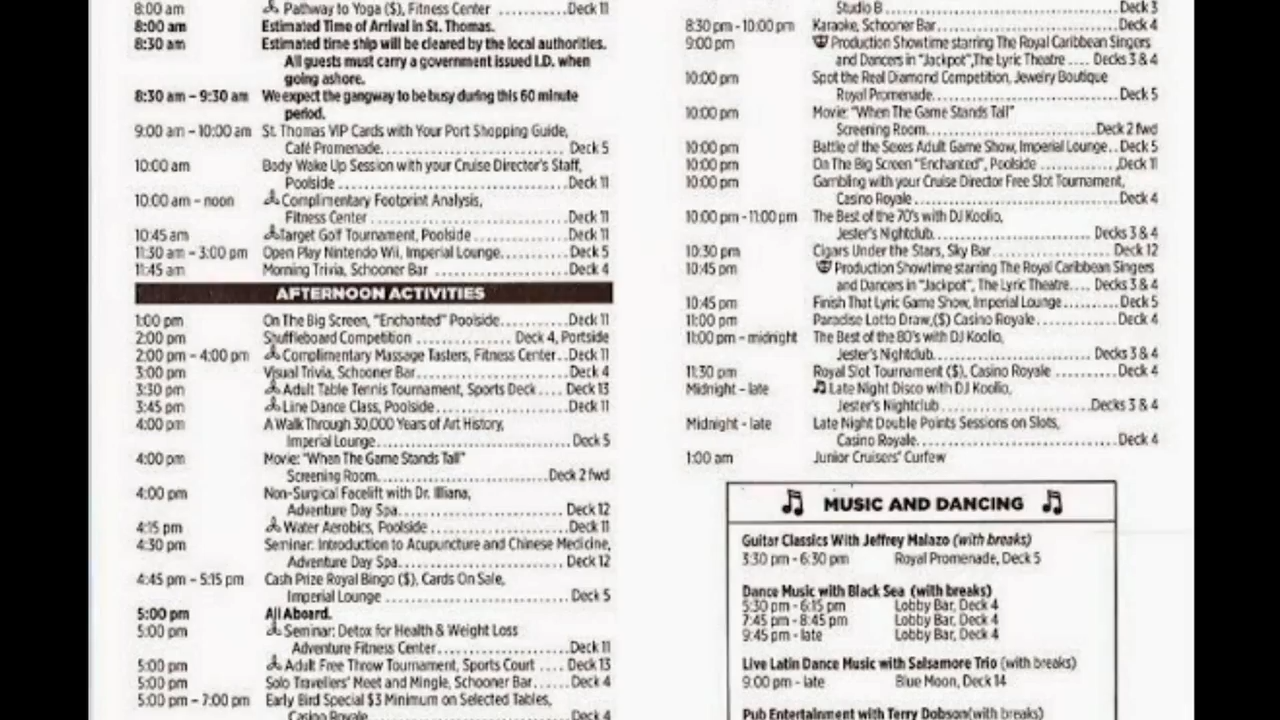 8:00 am Pathway to Yoga ($), Fitness Center ............ Deck 11
8:00 am Estimated Time of Arrival in St. Thomas.
8:30 am Estimated time ship will be cleared by the local authorities.
All guests must carry a government issued I.D. when
going ashore.
8:30 am – 9:30 am We expect the gangway to be busy during this 60 minute
period.
9:00 am – 10:00 am St. Thomas VIP Cards with Your Port Shopping Guide,
Café Promenade.......... Deck 5
10:00 am Body Wake Up Session with your Cruise Director's Staff,
Poolside .......... Deck 11
10:00 am – noon Complimentary Footprint Analysis,
Fitness Center .......... Deck 11
10:45 am Target Golf Tournament, Poolside .......... Deck 11
11:30 am – 3:00 pm Open Play Nintendo Wii, Imperial Lounge.......... Deck 5
11:45 am Morning Trivia, Schooner Bar .......... Deck 4
AFTERNOON ACTIVITIES
1:00 pm On The Big Screen, "Enchanted" Poolside.......... Deck 11
2:00 pm Shuffleboard Competition .......... Deck 4, Portside
2:00 pm – 4:00 pm Complimentary Massage Tasters, Fitness Center.. Deck 11
3:00 pm Visual Trivia, Schooner Bar.......... Deck 4
3:30 pm Adult Table Tennis Tournament, Sports Deck .... Deck 13
3:45 pm Line Dance Class, Poolside .......... Deck 11
4:00 pm A Walk Through 30,000 Years of Art History,
Imperial Lounge.......... Deck 5
4:00 pm Movie: "When The Game Stands Tall"
Screening Room.......... Deck 2 fwd
4:00 pm Non-Surgical Facelift with Dr. Illiana,
Adventure Day Spa.......... Deck 12
4:15 pm Water Aerobics, Poolside .......... Deck 11
4:30 pm Seminar: Introduction to Acupuncture and Chinese Medicine,
Adventure Day Spa.......... Deck 12
4:45 pm – 5:15 pm Cash Prize Royal Bingo ($), Cards On Sale,
Imperial Lounge .......... Deck 5
5:00 pm All Aboard.
5:00 pm Seminar: Detox for Health & Weight Loss
Adventure Fitness Center.......... Deck 11
5:00 pm Adult Free Throw Tournament, Sports Court .... Deck 13
5:00 pm Solo Travellers' Meet and Mingle, Schooner Bar...... Deck 4
5:00 pm – 7:00 pm Early Bird Special $3 Minimum on Selected Tables,
Casino Royale.......... Deck 4
Studio B .......... Deck 3
8:30 pm - 10:00 pm Karaoke, Schooner Bar.......... Deck 4
9:00 pm Production Showtime starring The Royal Caribbean Singers
and Dancers in "Jackpot",The Lyric Theatre .... Decks 3 & 4
10:00 pm Spot the Real Diamond Competition, Jewelry Boutique
Royal Promenade.......... Deck 5
10:00 pm Movie: "When The Game Stands Tall"
Screening Room.......... Deck 2 fwd
10:00 pm Battle of the Sexes Adult Game Show, Imperial Lounge.. Deck 5
10:00 pm On The Big Screen "Enchanted", Poolside .......... Deck 11
10:00 pm Gambling with your Cruise Director Free Slot Tournament,
Casino Royale .......... Deck 4
10:00 pm - 11:00 pm The Best of the 70's with DJ Koolio,
Jester's Nightclub.......... Decks 3 & 4
10:30 pm Cigars Under the Stars, Sky Bar .......... Deck 12
10:45 pm Production Showtime starring The Royal Caribbean Singers
and Dancers in "Jackpot", The Lyric Theatre.... Decks 3 & 4
10:45 pm Finish That Lyric Game Show, Imperial Lounge .......... Deck 5
11:00 pm Paradise Lotto Draw,($) Casino Royale .......... Deck 4
11:00 pm – midnight The Best of the 80's with DJ Koolio,
Jester's Nightclub.......... Decks 3 & 4
11:30 pm Royal Slot Tournament ($), Casino Royale .......... Deck 4
Midnight – late Late Night Disco with DJ Koolio,
Jester's Nightclub .......... Decks 3 & 4
Midnight - late Late Night Double Points Sessions on Slots,
Casino Royale.......... Deck 4
1:00 am Junior Cruisers' Curfew
MUSIC AND DANCING
Guitar Classics With Jeffrey Malazo (with breaks)
3:30 pm - 6:30 pm Royal Promenade, Deck 5
Dance Music with Black Sea (with breaks)
5:30 pm - 6:15 pm Lobby Bar, Deck 4
7:45 pm - 8:45 pm Lobby Bar, Deck 4
9:45 pm - late Lobby Bar, Deck 4
Live Latin Dance Music with Salsamore Trio (with breaks)
9:00 pm - late Blue Moon, Deck 14
Pub Entertainment with Terry Dobson(with breaks)